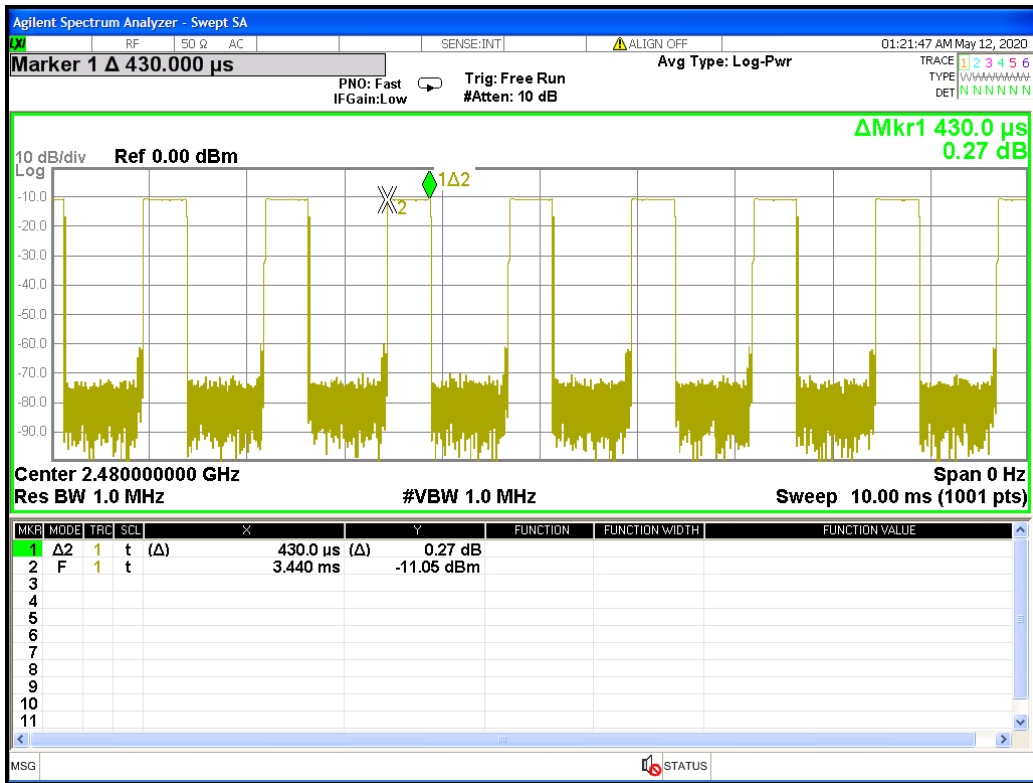 Agilent Spectrum Analyzer - Swept SA
LXI RF 50 Ω AC SENSE:INT ALIGN OFF 01:21:47 AM May 12, 2020
Marker 1 Δ 430.000 µs
PNO: Fast
IFGain:Low
Trig: Free Run
#Atten: 10 dB
Avg Type: Log-Pwr
TRACE 1 2 3 4 5 6
TYPE WWWWWW
DET N N N N N N
ΔMkr1 430.0 µs
0.27 dB
10 dB/div Ref 0.00 dBm
Log
1Δ2
2
-10.0
-20.0
-30.0
-40.0
-50.0
-60.0
-70.0
-80.0
-90.0
Center 2.480000000 GHz Span 0 Hz
Res BW 1.0 MHz #VBW 1.0 MHz Sweep 10.00 ms (1001 pts)
MKR MODE TRC SCL X Y FUNCTION FUNCTION WIDTH FUNCTION VALUE
1 Δ2 1 t (Δ) 430.0 µs (Δ) 0.27 dB
2 F 1 t 3.440 ms -11.05 dBm
3
4
5
6
7
8
9
10
11
MSG STATUS